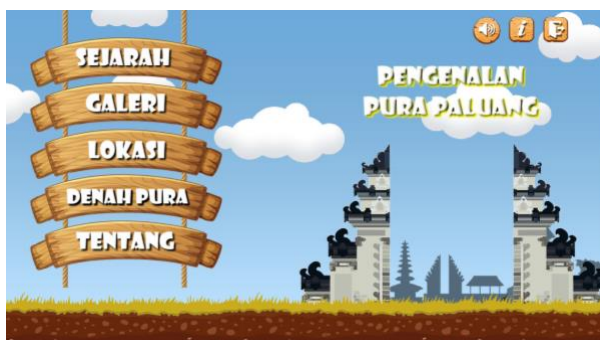 SEJARAH
GALERI
LOKASI
DENAH PURA
TENTANG
PENGENALAN
PURA PALUANG
i